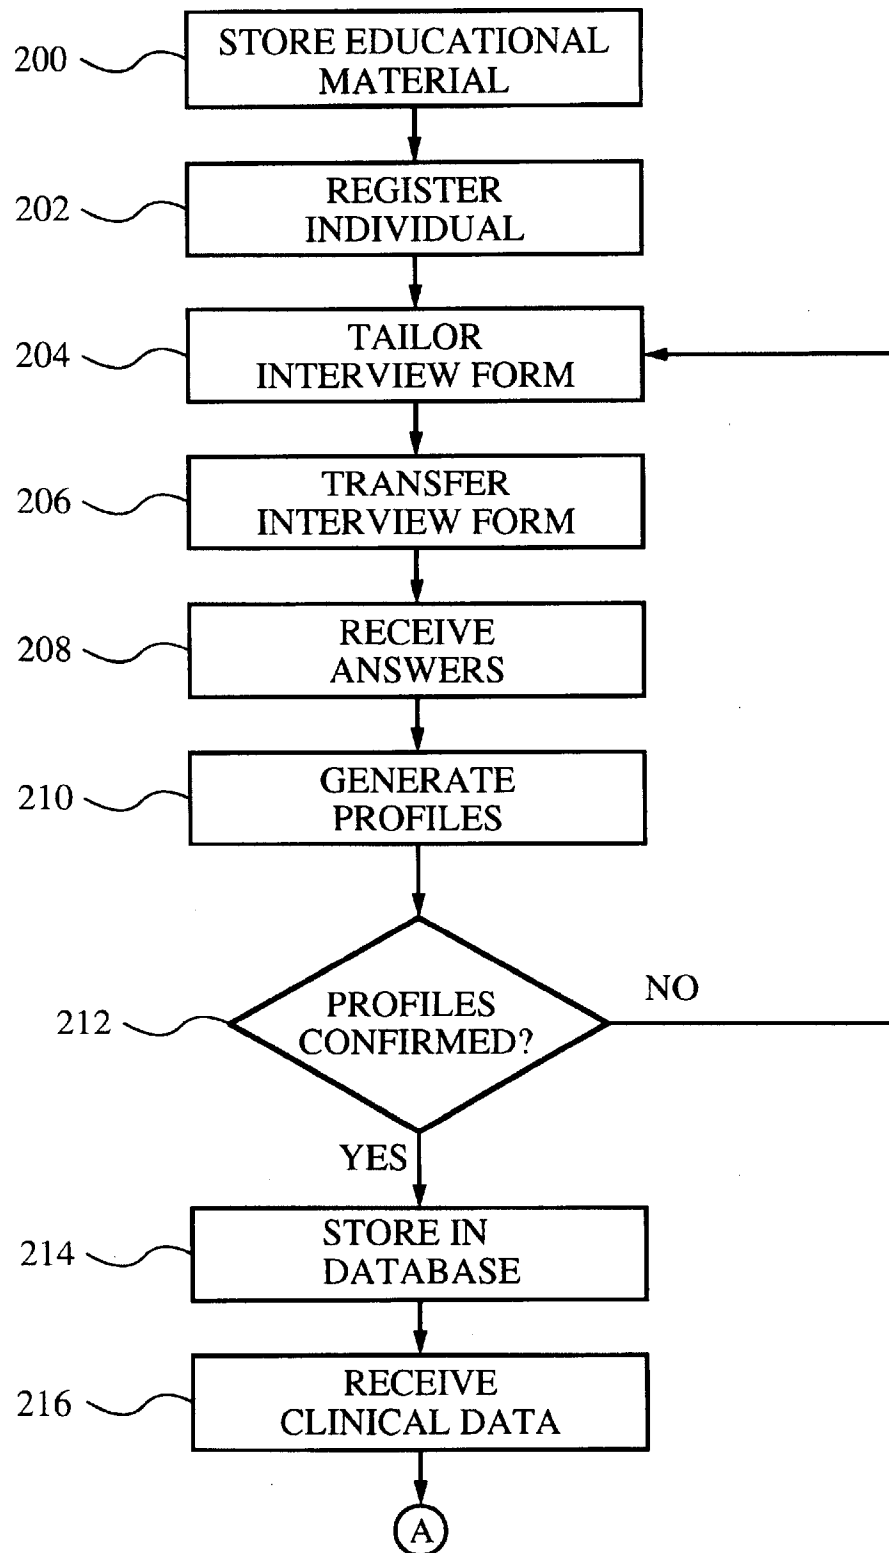 200
STORE EDUCATIONAL
MATERIAL
202
REGISTER
INDIVIDUAL
204
TAILOR
INTERVIEW FORM
206
TRANSFER
INTERVIEW FORM
208
RECEIVE
ANSWERS
210
GENERATE
PROFILES
212
PROFILES
CONFIRMED?
NO
YES
214
STORE IN
DATABASE
216
RECEIVE
CLINICAL DATA
A